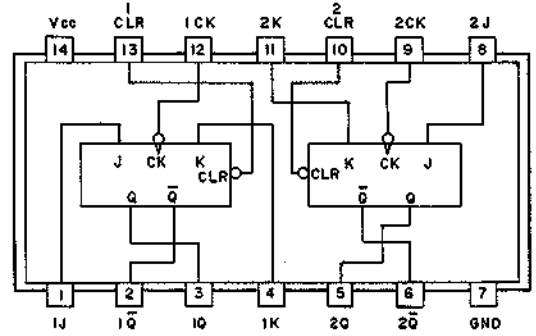 1 2
Vcc CLR 1CK 2K CLR 2CK 2J
14 13 12 11 10 9 8
J CK K K CK J
CLR CLR
Q Q̅ Q̅ Q
1 2 3 4 5 6 7
1J 1Q̅ 1Q 1K 2Q 2Q̅ GND